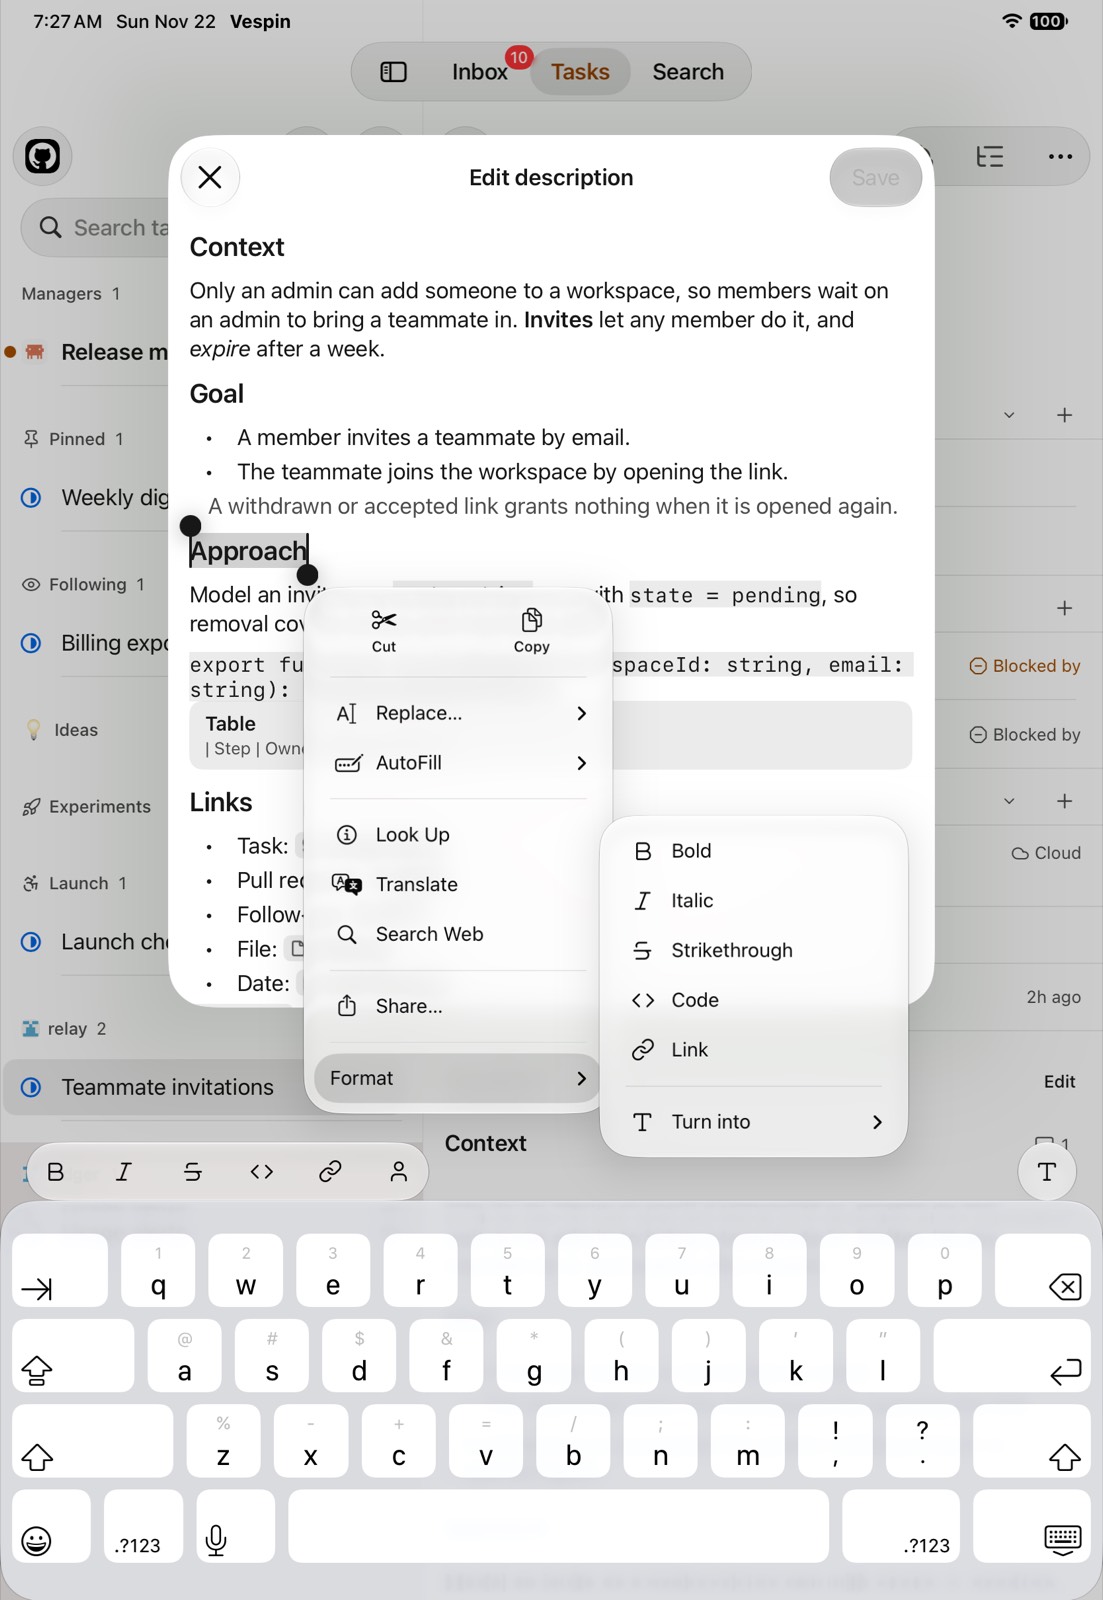 7:27 AM Sun Nov 22 Vespin
100
Inbox 10 Tasks Search
Edit description
Save
Search ta
Managers 1
Release m
Pinned 1
Weekly dig
Following 1
Billing expo
Ideas
Experiments
Launch 1
Launch che
relay 2
Teammate invitations
Context
Only an admin can add someone to a workspace, so members wait on
an admin to bring a teammate in. Invites let any member do it, and
expire after a week.
Goal
• A member invites a teammate by email.
• The teammate joins the workspace by opening the link.
A withdrawn or accepted link grants nothing when it is opened again.
Approach
Model an invi
ith state = pending, so
removal cov
export fu
spaceId: string, email:
string):
Table
| Step | Owne
Links
• Task:
• Pull rec
• Follow-
• File:
• Date:
Cut
Copy
Replace...
AutoFill
Look Up
Translate
Search Web
Share...
Format
Bold
Italic
Strikethrough
Code
Link
Turn into
Blocked by
Blocked by
Cloud
2h ago
Edit
Context
1
B I S <> T
1 2 3 4 5 6 7 8 9 0
q w e r t y u i o p
@ # $ & * ( ) ' "
a s d f g h j k l
% - + = / ; : ! ?
z x c v b n m , .
.?123 .?123